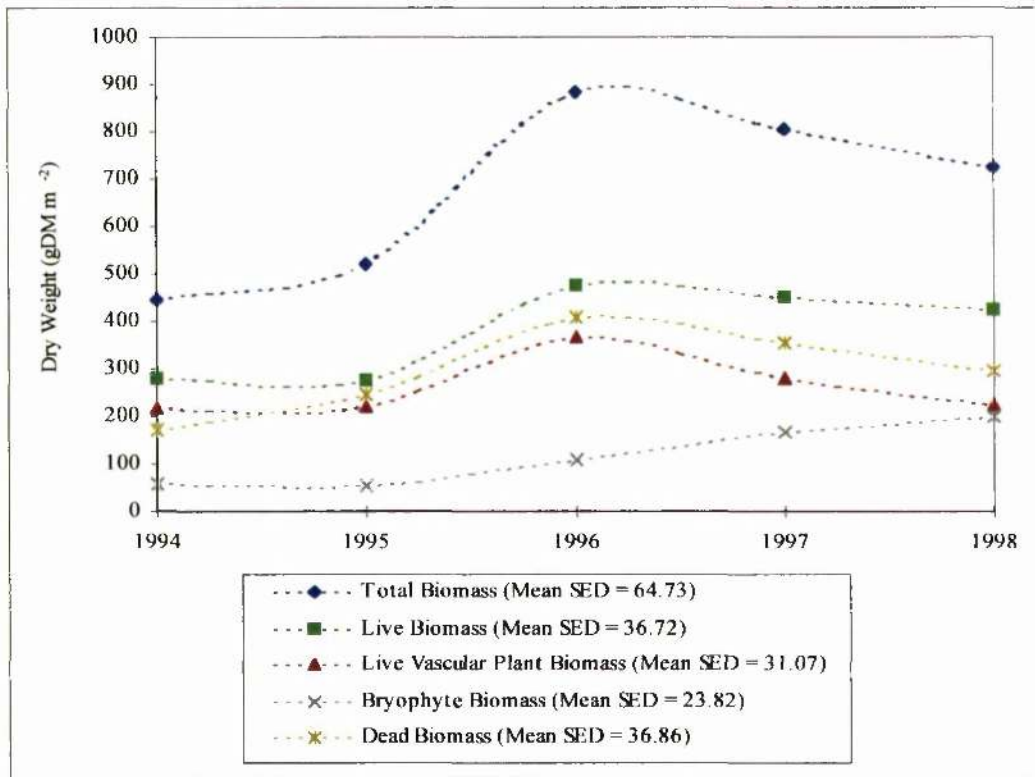 1000
900
800
700
600
500
400
300
200
100
0
Dry Weight (gDM m -2)
1994 1995 1996 1997 1998
Total Biomass (Mean SED = 64.73)
Live Biomass (Mean SED = 36.72)
Live Vascular Plant Biomass (Mean SED = 31.07)
Bryophyte Biomass (Mean SED = 23.82)
Dead Biomass (Mean SED = 36.86)